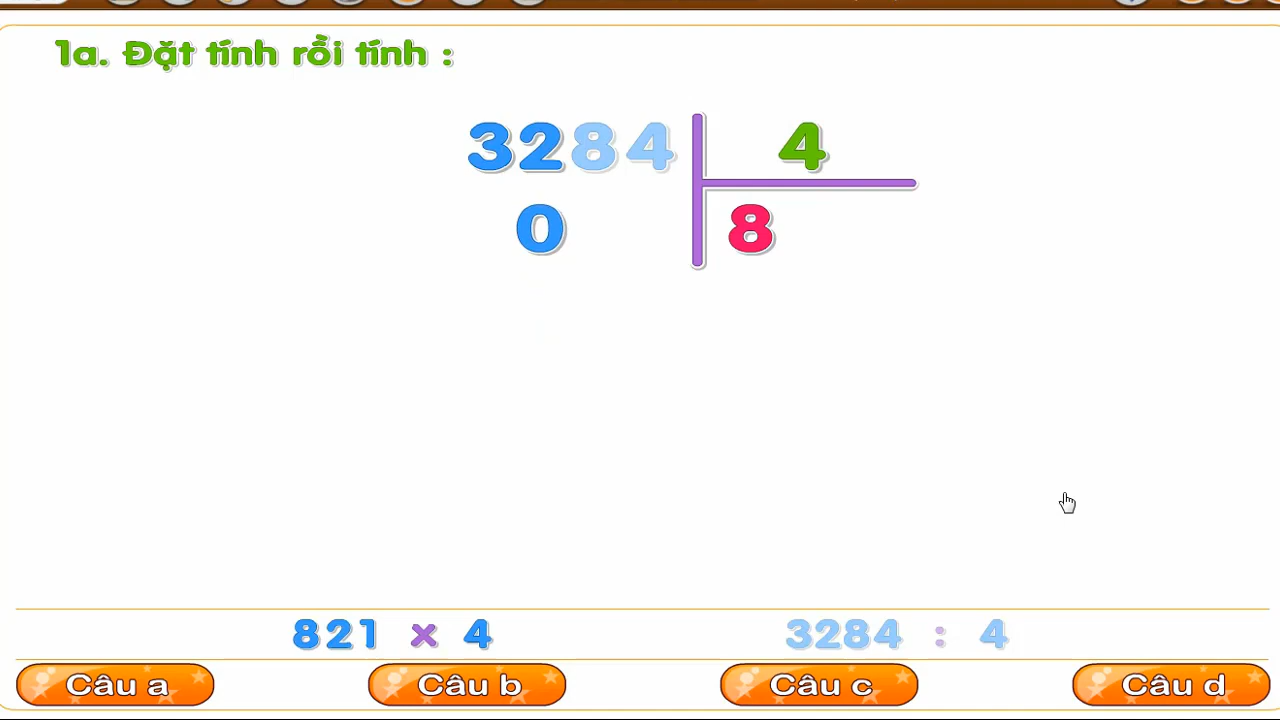 1a. Đặt tính rồi tính :
3284 4
0 8
821 x 4 3284 : 4
Câu a Câu b Câu c Câu d